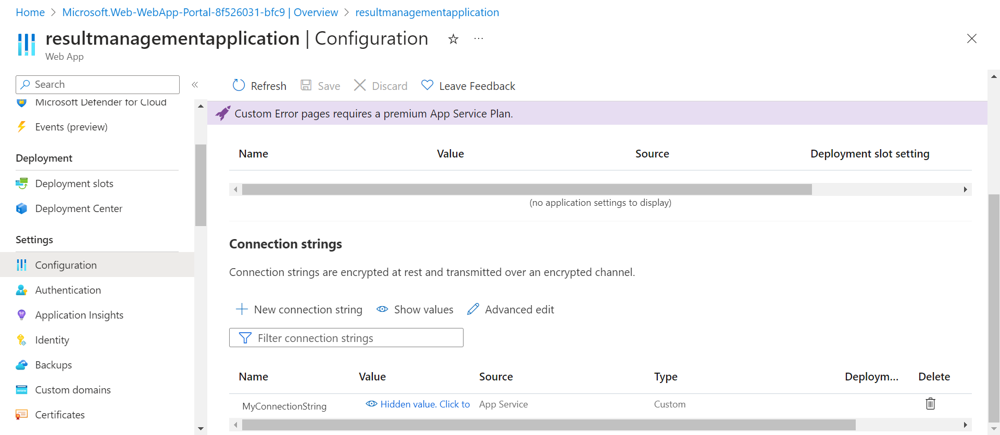 Home > Microsoft.Web-WebApp-Portal-8f526031-bfc9 | Overview > resultmanagementapplication
resultmanagementapplication | Configuration ...
Web App
Search «
Microsoft Defender for Cloud
Events (preview)
Deployment
Deployment slots
Deployment Center
Settings
Configuration
Authentication
Application Insights
Identity
Backups
Custom domains
Certificates
Refresh Save Discard Leave Feedback
Custom Error pages requires a premium App Service Plan.
Name Value Source Deployment slot setting
(no application settings to display)
Connection strings
Connection strings are encrypted at rest and transmitted over an encrypted channel.
New connection string Show values Advanced edit
Filter connection strings
Name Value Source Type Deploym... Delete
MyConnectionString Hidden value. Click to App Service Custom